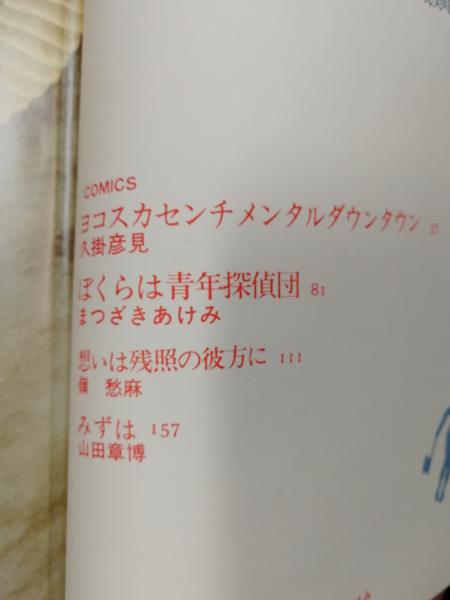 COMICS
ヨコスカセンチメンタルダウンタウン 37
久掛彦見
ぼくらは青年探偵団 81
まつざきあけみ
想いは残照の彼方に 111
愁麻
みずは 157
山田章博